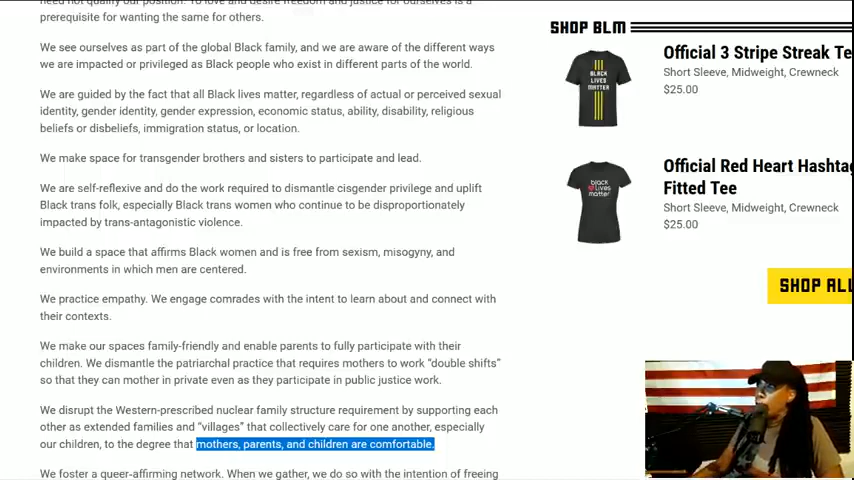 need not qualify our position. To love and desire freedom and justice for ourselves is a
prerequisite for wanting the same for others.
We see ourselves as part of the global Black family, and we are aware of the different ways
we are impacted or privileged as Black people who exist in different parts of the world.
We are guided by the fact that all Black lives matter, regardless of actual or perceived sexual
identity, gender identity, gender expression, economic status, ability, disability, religious
beliefs or disbeliefs, immigration status, or location.
We make space for transgender brothers and sisters to participate and lead.
We are self-reflexive and do the work required to dismantle cisgender privilege and uplift
Black trans folk, especially Black trans women who continue to be disproportionately
impacted by trans-antagonistic violence.
We build a space that affirms Black women and is free from sexism, misogyny, and
environments in which men are centered.
We practice empathy. We engage comrades with the intent to learn about and connect with
their contexts.
We make our spaces family-friendly and enable parents to fully participate with their
children. We dismantle the patriarchal practice that requires mothers to work “double shifts”
so that they can mother in private even as they participate in public justice work.
We disrupt the Western-prescribed nuclear family structure requirement by supporting each
other as extended families and “villages” that collectively care for one another, especially
our children, to the degree that mothers, parents, and children are comfortable.
We foster a queer-affirming network. When we gather, we do so with the intention of freeing
SHOP BLM
BLACK
LIVES
MATTER
Official 3 Stripe Streak Te
Short Sleeve, Midweight, Crewneck
$25.00
black
lives
matter
Official Red Heart Hashtag
Fitted Tee
Short Sleeve, Midweight, Crewneck
$25.00
SHOP ALL